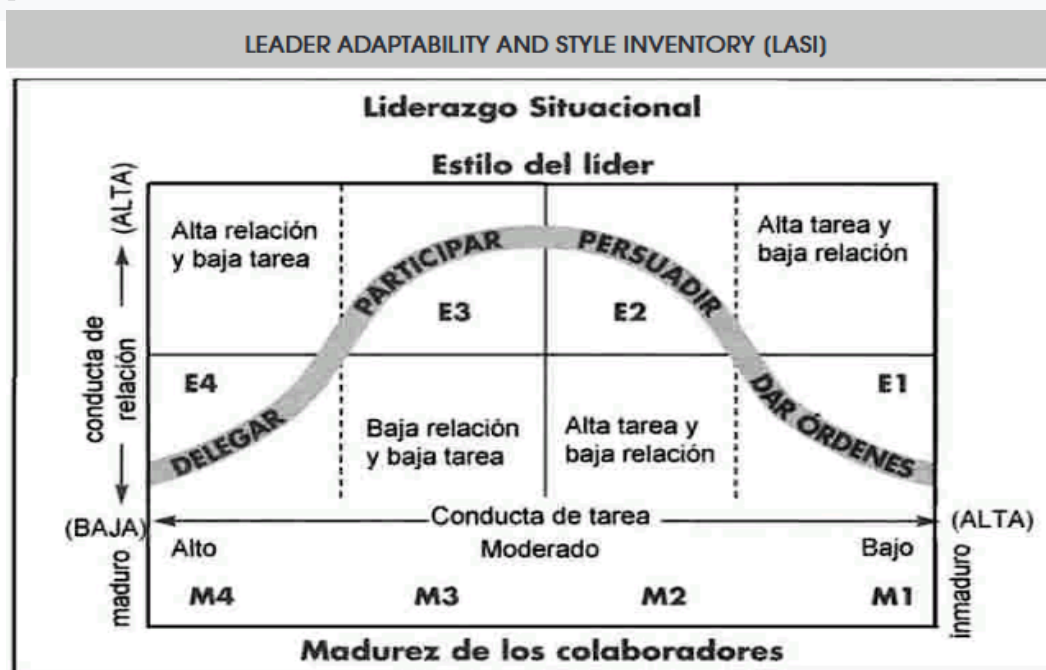 LEADER ADAPTABILITY AND STYLE INVENTORY (LASI)
Liderazgo Situacional
Estilo del líder
(ALTA)
conducta de
relación
(BAJA)
Alta relación
y baja tarea
PARTICIPAR
PERSUADIR
Alta tarea y
baja relación
E3
E2
E4
E1
DELEGAR
DAR ÓRDENES
Baja relación
y baja tarea
Alta tarea y
baja relación
Conducta de tarea
(ALTA)
maduro
Alto
Moderado
Bajo
inmaduro
M4
M3
M2
M1
Madurez de los colaboradores